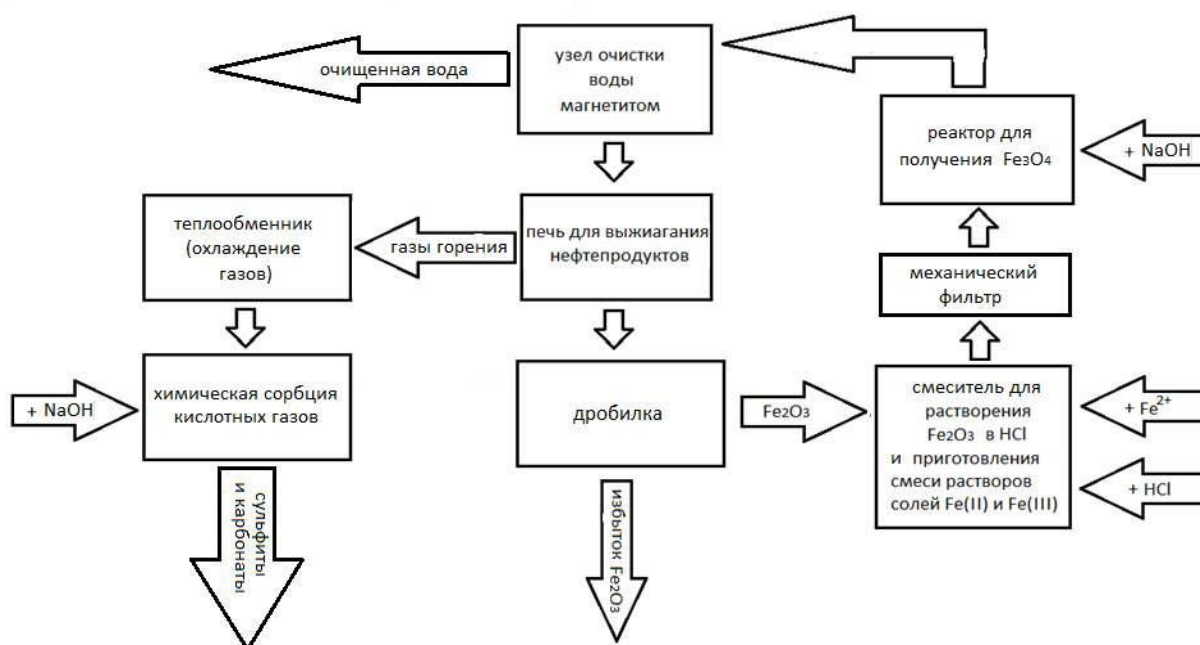 очищенная вода
узел очистки
воды
магнетитом
реактор для
получения Fe3O4
+ NaOH
теплообменник
(охлаждение
газов)
газы горения
печь для выжиагания
нефтепродуктов
механический
фильтр
+ NaOH
химическая сорбция
кислотных газов
дробилка
Fe2O3
смеситель для
растворения
Fe2O3 в HCl
и приготовления
смеси расторов
солей Fe(II) и Fe(III)
+ Fe2+
+ HCl
сульфиты
и карбонаты
избыток Fe2O3